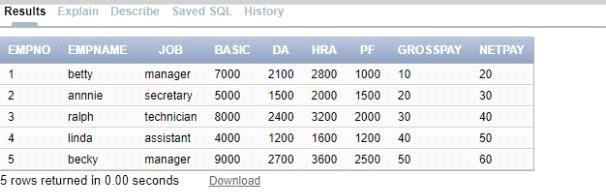 Results Explain Describe Saved SQL History
EMPNO EMPNAME JOB BASIC DA HRA PF GROSSPAY NETPAY
1 betty manager 7000 2100 2800 1000 10 20
2 annnie secretary 5000 1500 2000 1500 20 30
3 ralph technician 8000 2400 3200 2000 30 40
4 linda assistant 4000 1200 1600 1200 40 50
5 becky manager 9000 2700 3600 2500 50 60
5 rows returned in 0.00 seconds Download